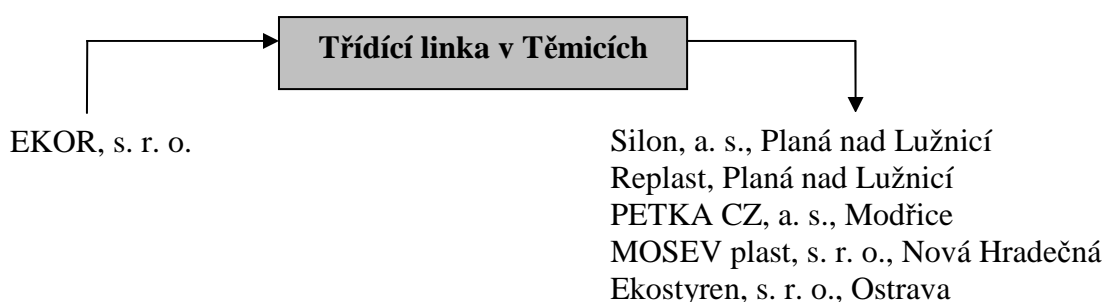 Třídící linka v Těmicích
EKOR, s. r. o.
Silon, a. s., Planá nad Lužnicí
Replast, Planá nad Lužnicí
PETKA CZ, a. s., Modřice
MOSEV plast, s. r. o., Nová Hradečná
Ekostyren, s. r. o., Ostrava